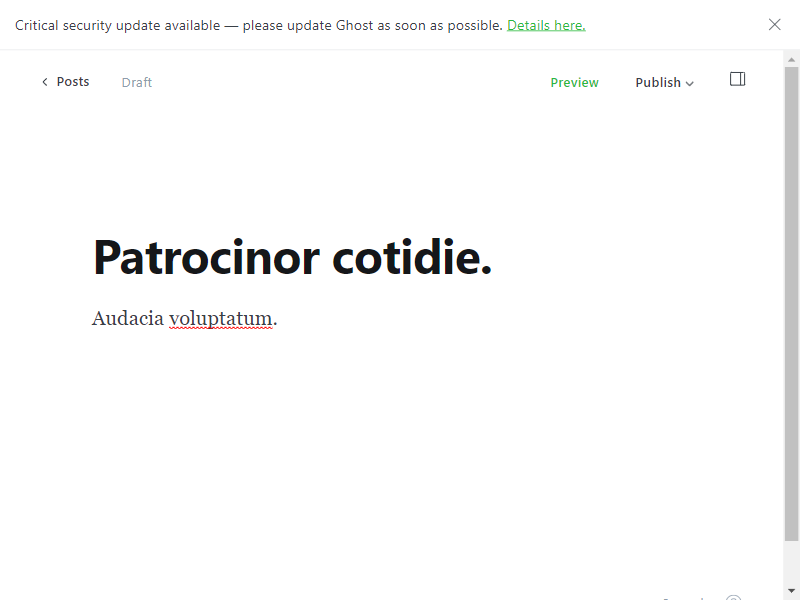 Critical security update available — please update Ghost as soon as possible. Details here.
Posts
Draft
Preview
Publish
Patrocinor cotidie.
Audacia voluptatum.